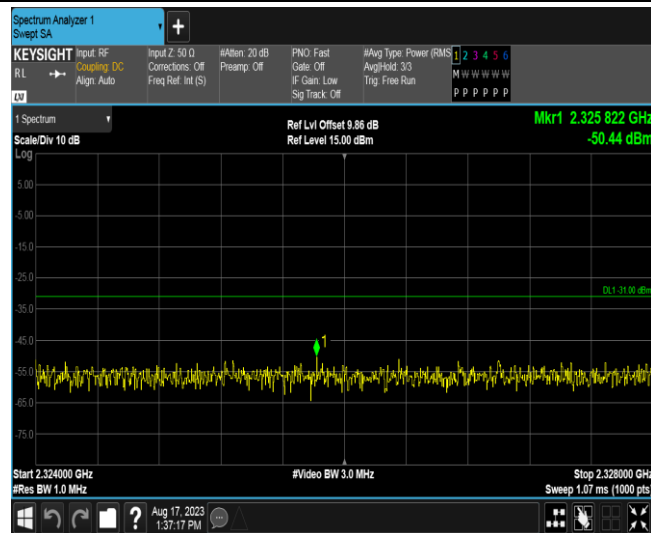 Spectrum Analyzer 1
Swept SA
+
KEYSIGHT
RL
LXI
Input: RF
Coupling: DC
Align: Auto
Input Z: 50 Ω
Corrections: Off
Freq Ref: Int (S)
#Atten: 20 dB
Preamp: Off
PNO: Fast
Gate: Off
IF Gain: Low
Sig Track: Off
#Avg Type: Power (RMS
Avg|Hold: 3/3
Trig: Free Run
1 2 3 4 5 6
M W W W W W
P P P P P P
1 Spectrum
Scale/Div 10 dB
Log
Ref Lvl Offset 9.86 dB
Ref Level 15.00 dBm
Mkr1 2.325 822 GHz
-50.44 dBm
5.00
-5.00
-15.0
-25.0
DL1 -31.00 dBm
-35.0
-45.0
1
-55.0
-65.0
-75.0
Start 2.324000 GHz
#Video BW 3.0 MHz
Stop 2.328000 GHz
#Res BW 1.0 MHz
Sweep 1.07 ms (1000 pts)
?
Aug 17, 2023
1:37:17 PM